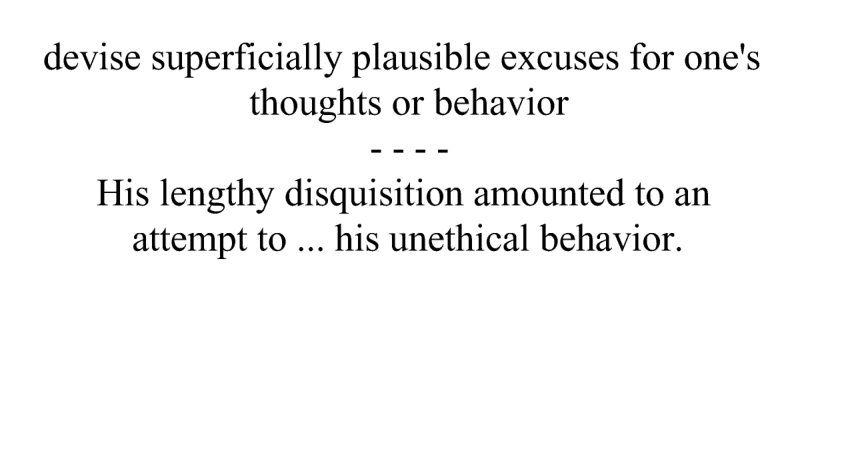 devise superficially plausible excuses for one's
thoughts or behavior
- - - -
His lengthy disquisition amounted to an
attempt to ... his unethical behavior.